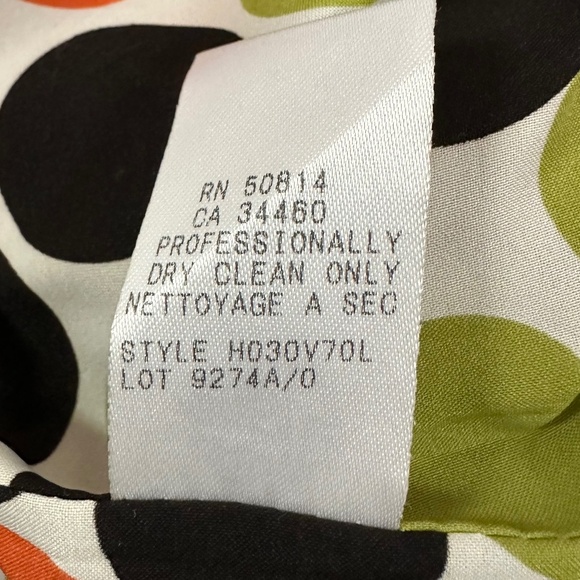 RN 50814
CA 34460
PROFESSIONALLY
DRY CLEAN ONLY
NETTOYAGE A SEC
STYLE H030V70L
LOT 9274A/0